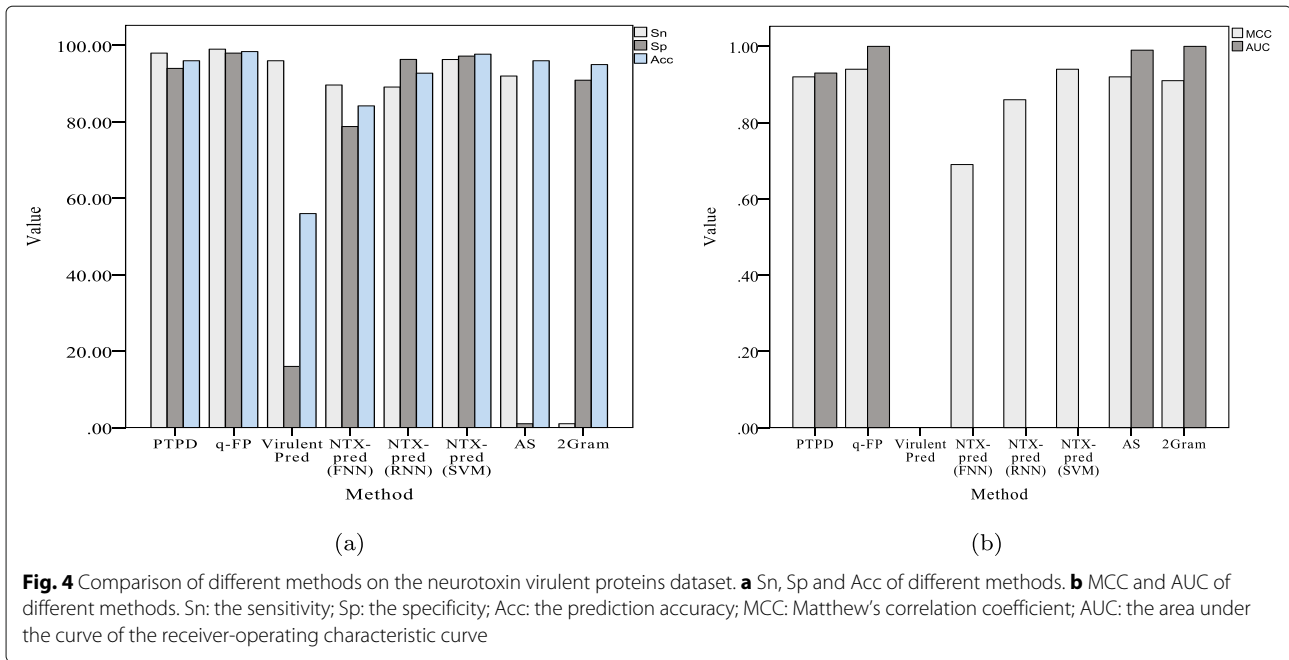 100.00
80.00
60.00
40.00
20.00
.00
Value
Sn
Sp
Acc
PTPD
q-FP
Virulent
Pred
NTX-
pred
(FNN)
NTX-
pred
(RNN)
NTX-
pred
(SVM)
AS
2Gram
Method
(a)
1.00
.80
.60
.40
.20
.00
Value
MCC
AUC
PTPD
q-FP
Virulent
Pred
NTX-
pred
(FNN)
NTX-
pred
(RNN)
NTX-
pred
(SVM)
AS
2Gram
Method
(b)
Fig. 4 Comparison of different methods on the neurotoxin virulent proteins dataset. a Sn, Sp and Acc of different methods. b MCC and AUC of
different methods. Sn: the sensitivity; Sp: the specificity; Acc: the prediction accuracy; MCC: Matthew's correlation coefficient; AUC: the area under
the curve of the receiver-operating characteristic curve